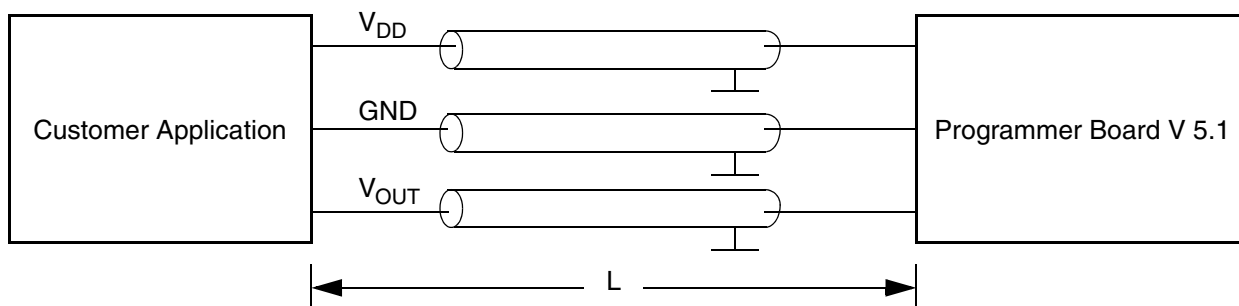 V_DD
GND
Customer Application
Programmer Board V 5.1
V_OUT
L